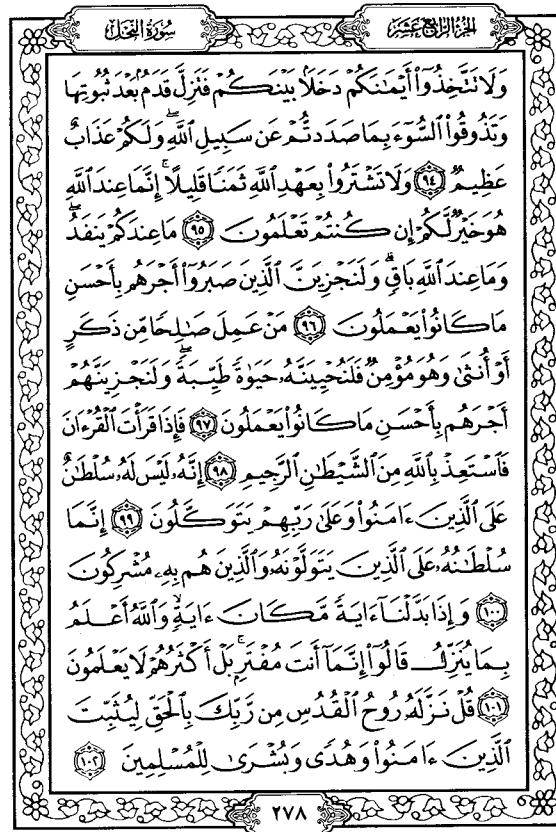 الجزء الرابع عشر
سورة النحل
وَلَا تَتَّخِذُوٓا۟ أَيْمَٰنَكُمْ دَخَلًۢا بَيْنَكُمْ فَتَزِلَّ قَدَمٌۢ بَعْدَ ثُبُوتِهَا
وَتَذُوقُوا۟ ٱلسُّوٓءَ بِمَا صَدَدتُّمْ عَن سَبِيلِ ٱللَّهِ ۖ وَلَكُمْ عَذَابٌ
عَظِيمٌ ٩٤ وَلَا تَشْتَرُوا۟ بِعَهْدِ ٱللَّهِ ثَمَنًا قَلِيلًا ۚ إِنَّمَا عِندَ ٱللَّهِ
هُوَ خَيْرٌ لَّكُمْ إِن كُنتُمْ تَعْلَمُونَ ٩٥ مَا عِندَكُمْ يَنفَدُ ۖ
وَمَا عِندَ ٱللَّهِ بَاقٍ ۗ وَلَنَجْزِيَنَّ ٱلَّذِينَ صَبَرُوٓا۟ أَجْرَهُم بِأَحْسَنِ
مَا كَانُوا۟ يَعْمَلُونَ ٩٦ مَنْ عَمِلَ صَٰلِحًا مِّن ذَكَرٍ
أَوْ أُنثَىٰ وَهُوَ مُؤْمِنٌ فَلَنُحْيِيَنَّهُۥ حَيَوٰةً طَيِّبَةً ۖ وَلَنَجْزِيَنَّهُمْ
أَجْرَهُم بِأَحْسَنِ مَا كَانُوا۟ يَعْمَلُونَ ٩٧ فَإِذَا قَرَأْتَ ٱلْقُرْءَانَ
فَٱسْتَعِذْ بِٱللَّهِ مِنَ ٱلشَّيْطَٰنِ ٱلرَّجِيمِ ٩٨ إِنَّهُۥ لَيْسَ لَهُۥ سُلْطَٰنٌ
عَلَى ٱلَّذِينَ ءَامَنُوا۟ وَعَلَىٰ رَبِّهِمْ يَتَوَكَّلُونَ ٩٩ إِنَّمَا
سُلْطَٰنُهُۥ عَلَى ٱلَّذِينَ يَتَوَلَّوْنَهُۥ وَٱلَّذِينَ هُم بِهِۦ مُشْرِكُونَ
١٠٠ وَإِذَا بَدَّلْنَآ ءَايَةً مَّكَانَ ءَايَةٍ ۙ وَٱللَّهُ أَعْلَمُ
بِمَا يُنَزِّلُ قَالُوٓا۟ إِنَّمَآ أَنتَ مُفْتَرٍۭ ۚ بَلْ أَكْثَرُهُمْ لَا يَعْلَمُونَ
١٠١ قُلْ نَزَّلَهُۥ رُوحُ ٱلْقُدُسِ مِن رَّبِّكَ بِٱلْحَقِّ لِيُثَبِّتَ
ٱلَّذِينَ ءَامَنُوا۟ وَهُدًى وَبُشْرَىٰ لِلْمُسْلِمِينَ ١٠٢
٢٧٨